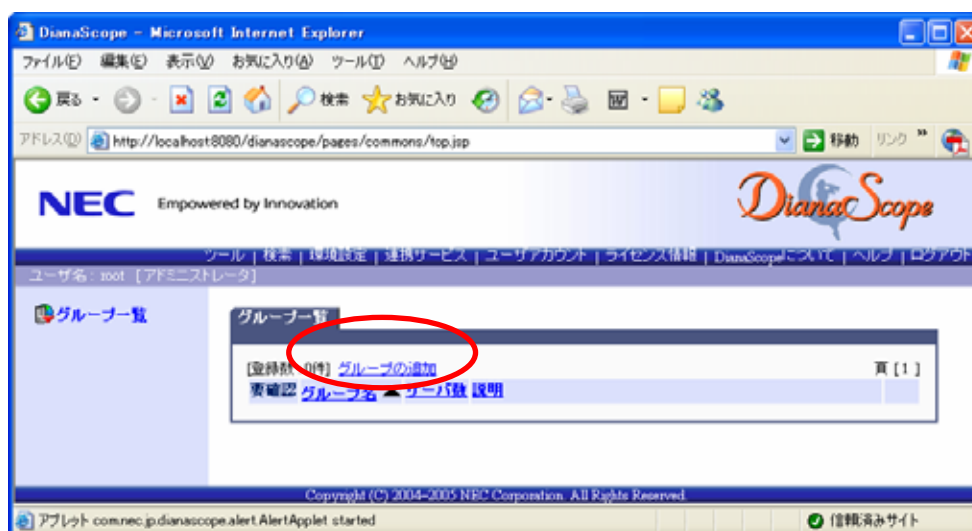 DianaScope - Microsoft Internet Explorer
ファイル(F) 編集(E) 表示(V) お気に入り(A) ツール(T) ヘルプ(H)
戻る 検索 お気に入り
アドレス(D) http://localhost:8080/dianascope/pages/commons/top.jsp 移動 リンク »
NEC Empowered by Innovation DianaScope
ツール | 検索 | 環境設定 | 連携サービス | ユーザアカウント | ライセンス情報 | DianaScopeについて | ヘルプ | ログアウト
ユーザ名 : root [アドミニストレータ]
グループ一覧
グループ一覧
[登録数 0件] グループの追加 頁 [ 1 ]
要確認 グループ名 ▲ サーバ数 説明
Copyright (C) 2004-2005 NEC Corporation. All Rights Reserved.
アプレット com.nec.jp.dianascope.alert.AlertApplet started 信頼済みサイト